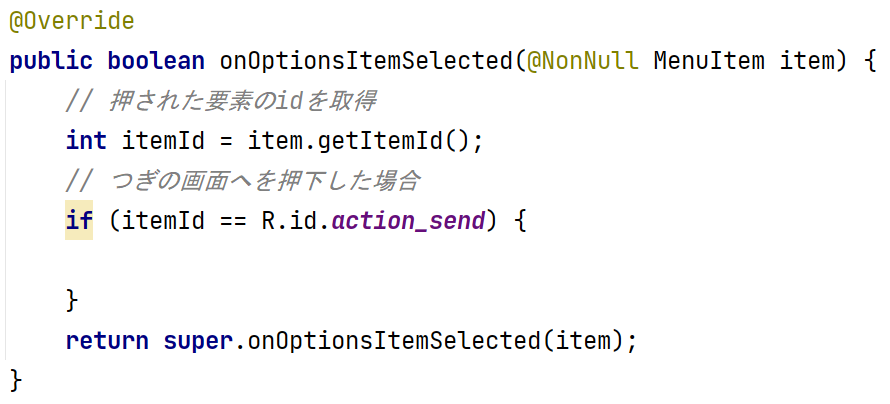 @Override
public boolean onOptionsItemSelected(@NonNull MenuItem item) {
// 押された要素のidを取得
int itemId = item.getItemId();
// つぎの画面へを押下した場合
if (itemId == R.id.action_send) {
}
return super.onOptionsItemSelected(item);
}